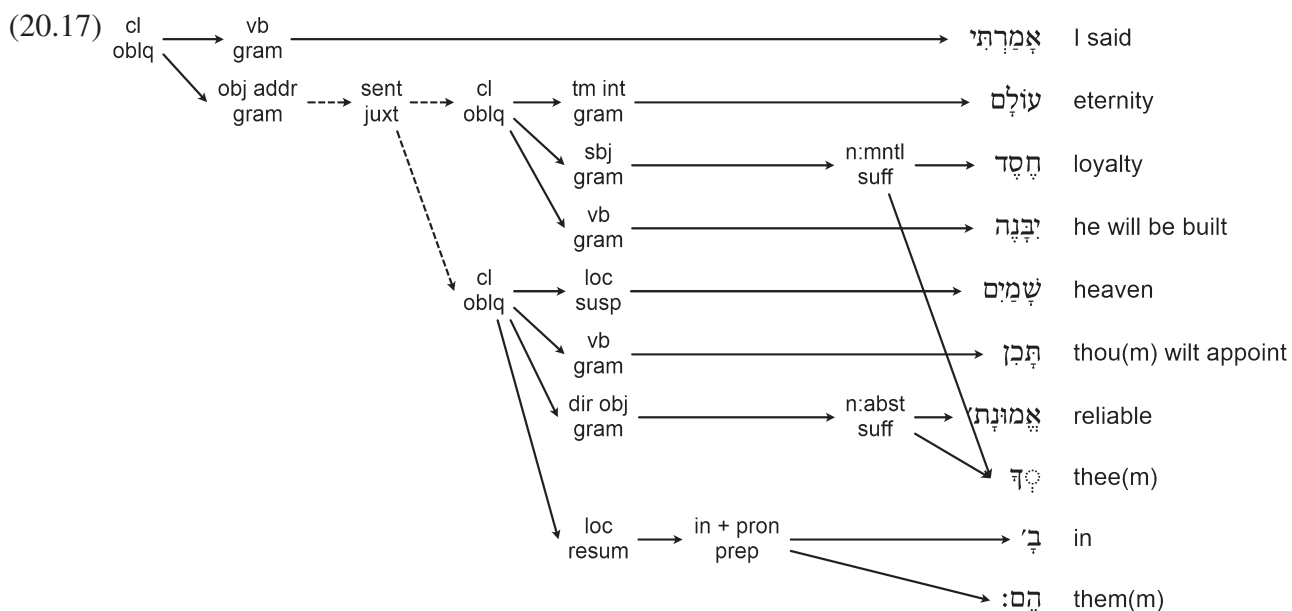 (20.17) cl oblq vb gram אָמַרְתִּי I said
obj addr gram sent juxt cl oblq tm int gram עוֹלָם eternity
sbj gram n:mntl suff חֶסֶד loyalty
vb gram יִבָּנֶה he will be built
cl oblq loc susp שָׁמַיִם heaven
vb gram תָּכִן thou(m) wilt appoint
dir obj gram n:abst suff אֱמוּנָת׳ reliable
ְךָ thee(m)
loc resum in + pron prep בָ׳ in
הֶם׃ them(m)